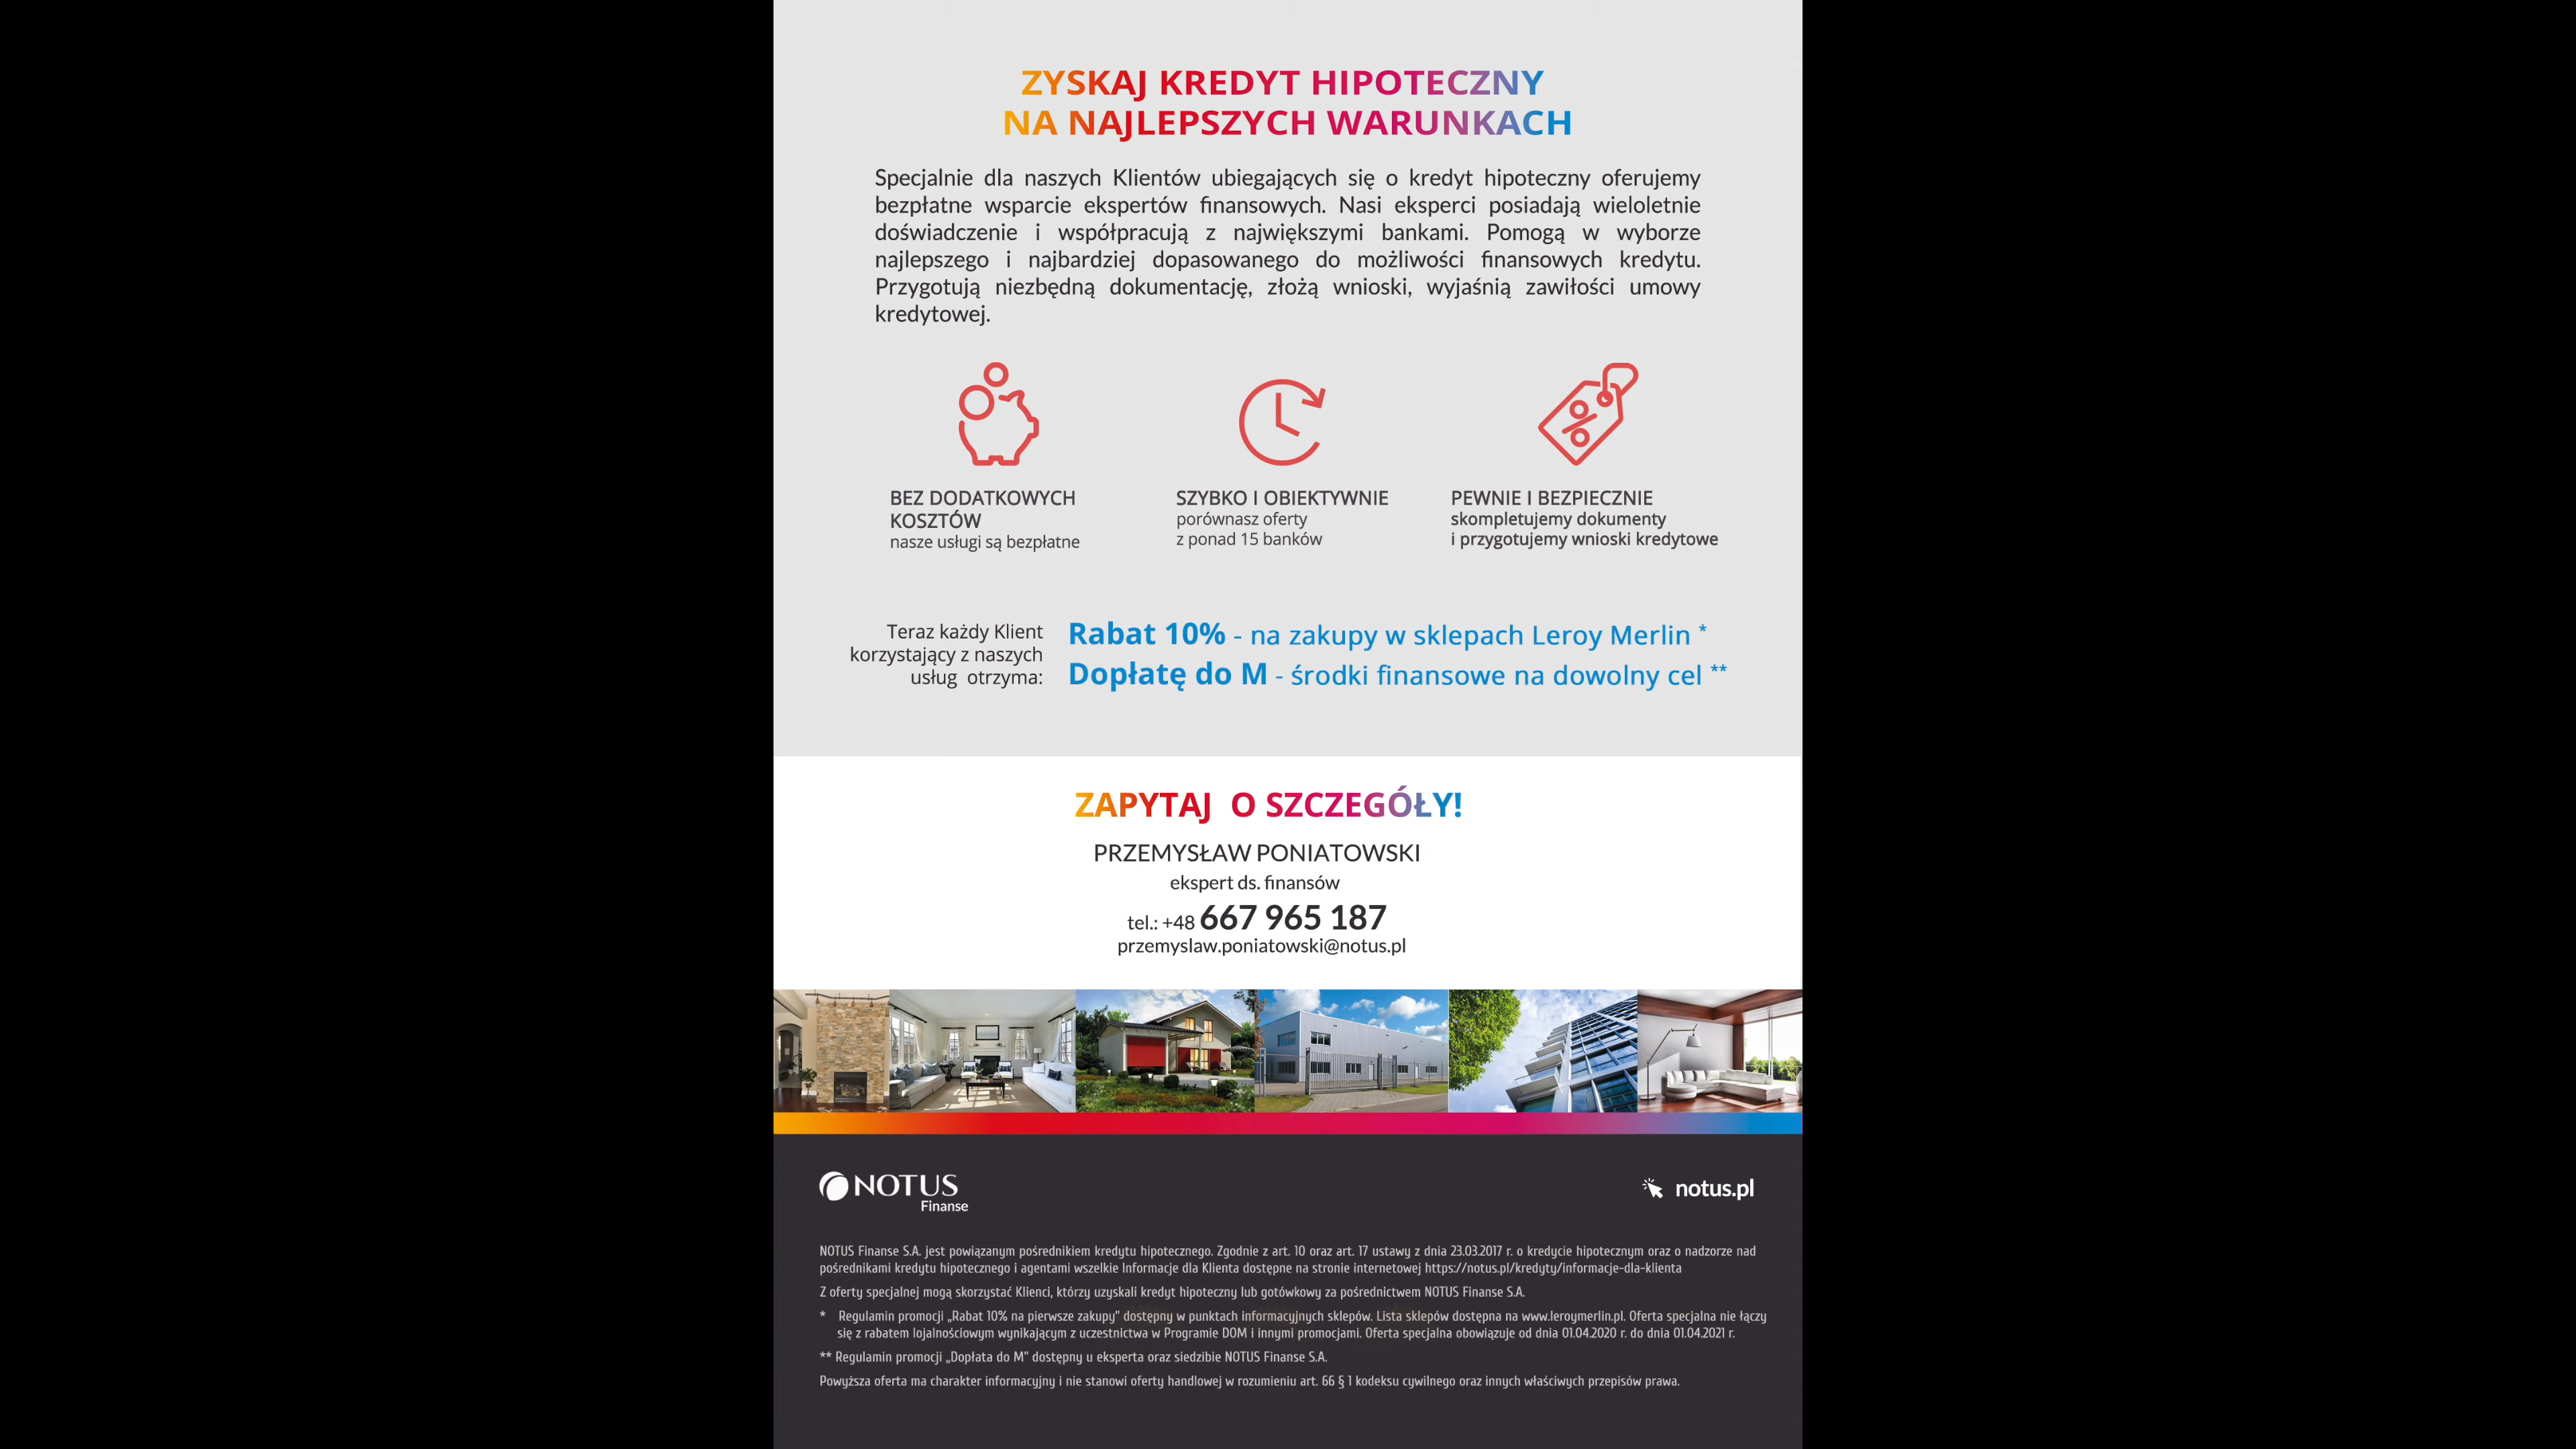 ZYSKAJ KREDYT HIPOTECZNY
NA NAJLEPSZYCH WARUNKACH
Specjalnie dla naszych Klientów ubiegających się o kredyt hipoteczny oferujemy
bezpłatne wsparcie ekspertów finansowych. Nasi eksperci posiadają wieloletnie
doświadczenie i współpracują z największymi bankami. Pomogą w wyborze
najlepszego i najbardziej dopasowanego do możliwości finansowych kredytu.
Przygotują niezbędną dokumentację, złożą wnioski, wyjaśnią zawiłości umowy
kredytowej.
BEZ DODATKOWYCH
KOSZTÓW
nasze usługi są bezpłatne
SZYBKO I OBIEKTYWNIE
porównasz oferty
z ponad 15 banków
PEWNIE I BEZPIECZNIE
skompletujemy dokumenty
i przygotujemy wnioski kredytowe
Teraz każdy Klient
korzystający z naszych
usług otrzyma:
Rabat 10% - na zakupy w sklepach Leroy Merlin *
Dopłatę do M - środki finansowe na dowolny cel **
ZAPYTAJ O SZCZEGÓŁY!
PRZEMYSŁAW PONIATOWSKI
ekspert ds. finansów
tel.: +48 667 965 187
przemyslaw.poniatowski@notus.pl
NOTUS
Finanse
notus.pl
NOTUS Finanse S.A. jest powiązanym pośrednikiem kredytu hipotecznego. Zgodnie z art. 10 oraz art. 17 ustawy z dnia 23.03.2017 r. o kredycie hipotecznym oraz o nadzorze nad
pośrednikami kredytu hipotecznego i agentami wszelkie Informacje dla Klienta dostępne na stronie internetowej https://notus.pl/kredyty/informacje-dla-klienta
Z oferty specjalnej mogą skorzystać Klienci, którzy uzyskali kredyt hipoteczny lub gotówkowy za pośrednictwem NOTUS Finanse S.A.
* Regulamin promocji „Rabat 10% na pierwsze zakupy” dostępny w punktach informacyjnych sklepów. Lista sklepów dostępna na www.leroymerlin.pl. Oferta specjalna nie łączy
się z rabatem lojalnościowym wynikającym z uczestnictwa w Programie DOM i innymi promocjami. Oferta specjalna obowiązuje od dnia 01.04.2020 r. do dnia 01.04.2021 r.
** Regulamin promocji „Dopłata do M” dostępny u eksperta oraz siedzibie NOTUS Finanse S.A.
Powyższa oferta ma charakter informacyjny i nie stanowi oferty handlowej w rozumieniu art. 66 § 1 kodeksu cywilnego oraz innych właściwych przepisów prawa.